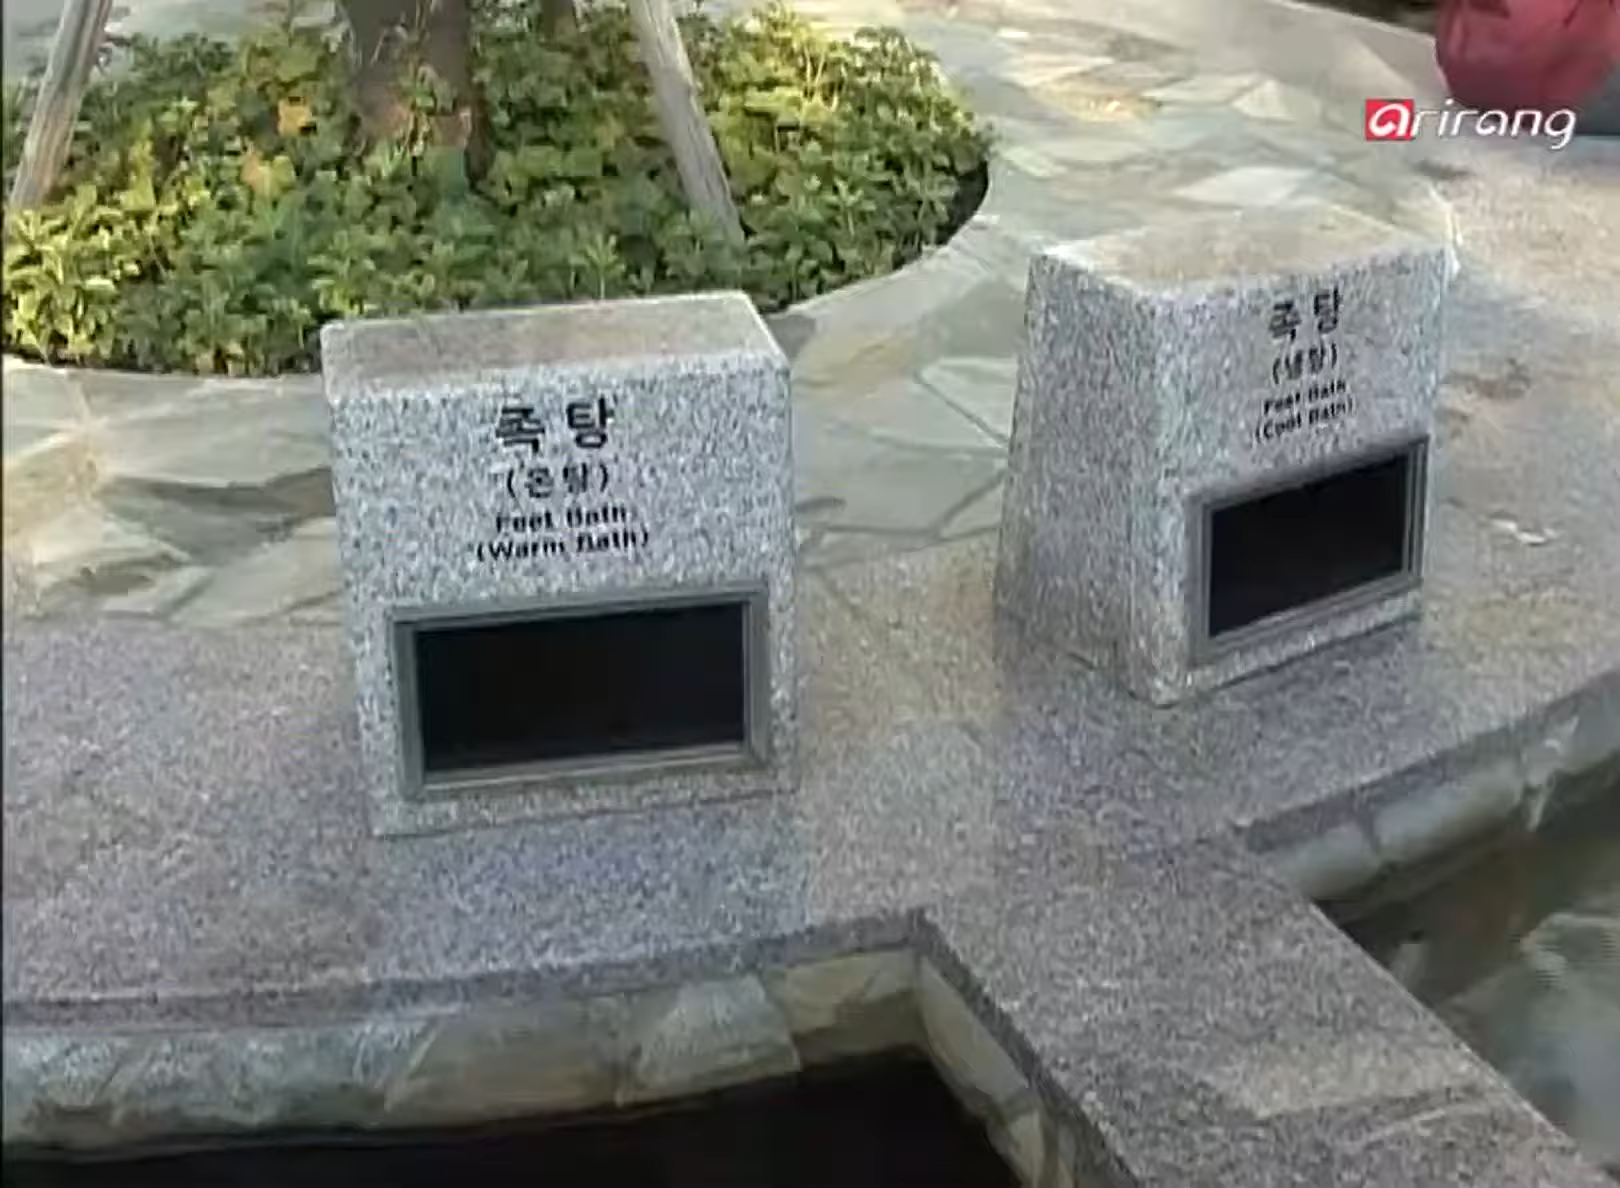 arirang
족탕
(온탕)
Feet Bath
(Warm Bath)
족탕
(냉탕)
Feet Bath
(Cool Bath)